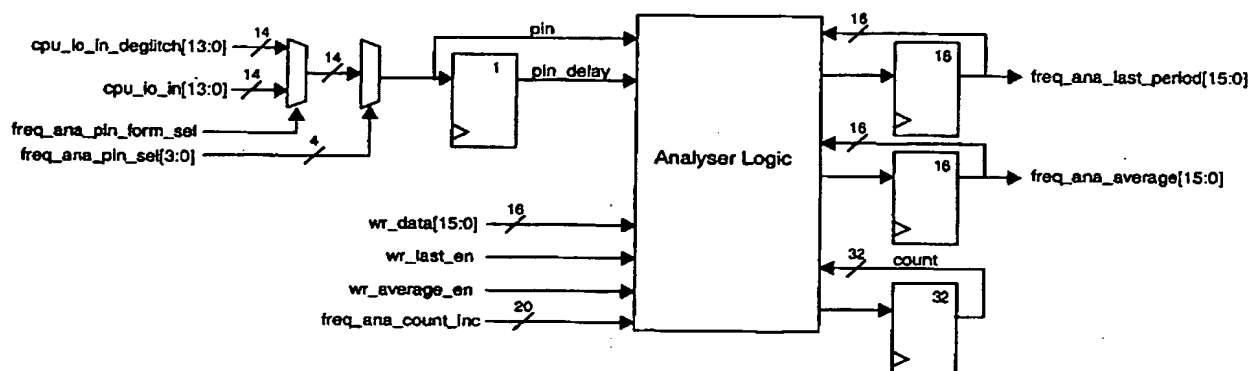 cpu_io_in_deglitch[13:0]
14
cpu_io_in[13:0]
14
14
freq_ana_pin_form_sel
freq_ana_pin_sel[3:0]
4
1
pin
pin_delay
Analyser Logic
wr_data[15:0]
16
wr_last_en
wr_average_en
freq_ana_count_inc
20
16
16
freq_ana_last_period[15:0]
16
16
freq_ana_average[15:0]
32
count
32